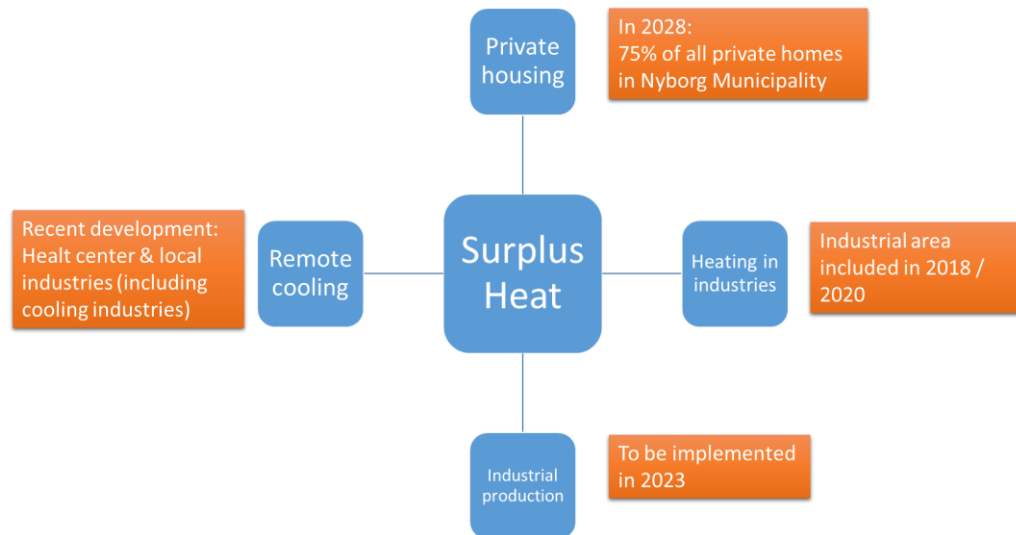 Private
housing
In 2028:
75% of all private homes
in Nyborg Municipality
Recent development:
Healt center & local
industries (including
cooling industries)
Remote
cooling
Surplus
Heat
Heating in
industries
Industrial area
included in 2018 /
2020
Industrial
production
To be implemented
in 2023